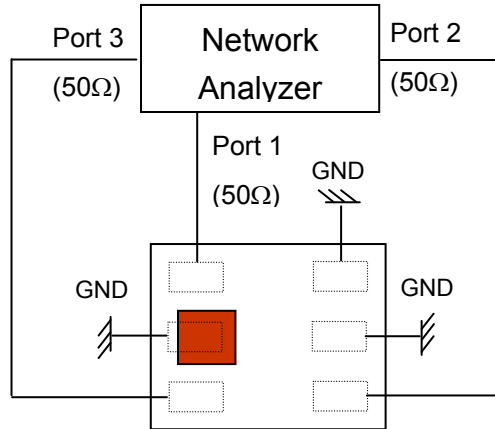 Port 3
(50Ω)
Network
Analyzer
Port 2
(50Ω)
Port 1
(50Ω)
GND
GND
GND